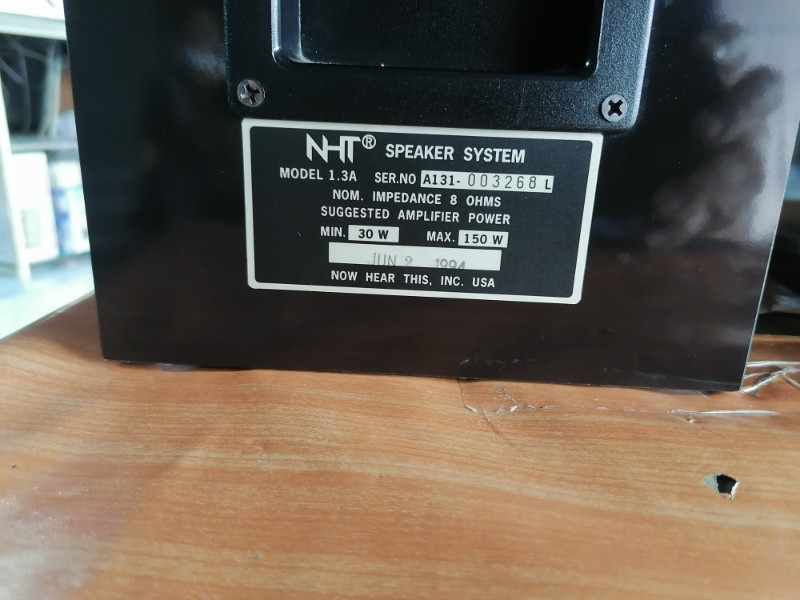 NHT® SPEAKER SYSTEM
MODEL 1.3A SER.NO A131-003268L
NOM. IMPEDANCE 8 OHMS
SUGGESTED AMPLIFIER POWER
MIN. 30 W MAX. 150 W
JUN 2 1994
NOW HEAR THIS, INC. USA